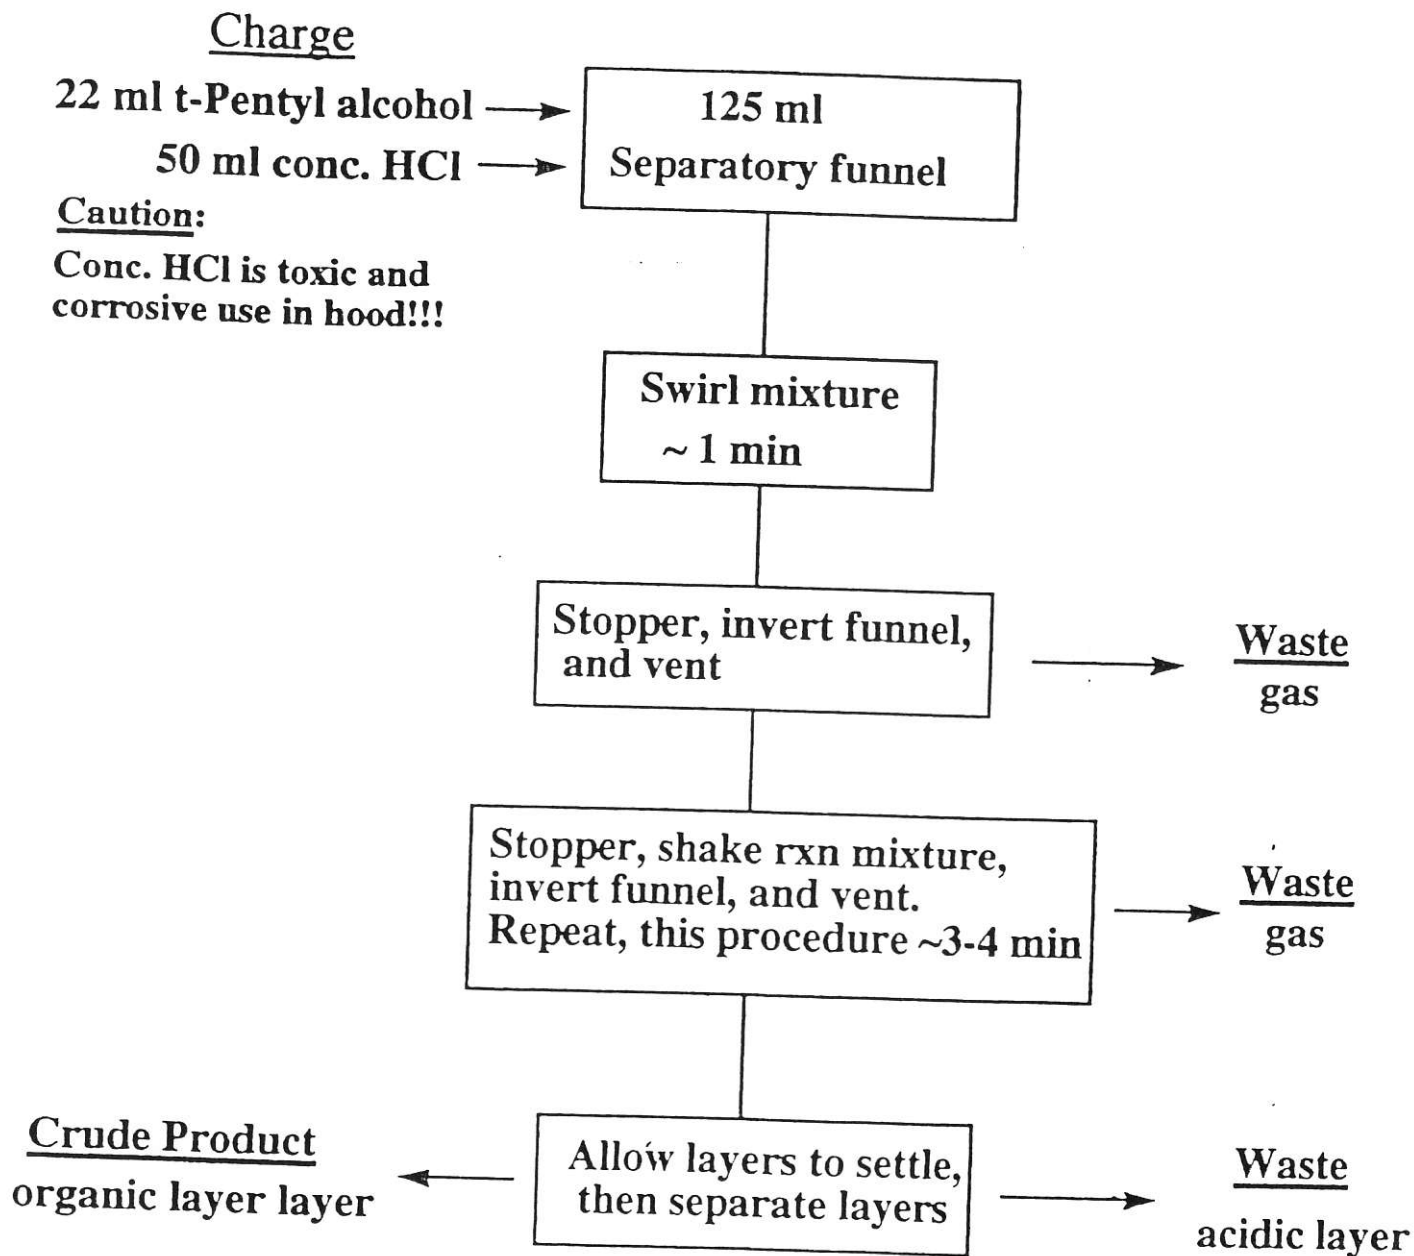 Charge
22 ml t-Pentyl alcohol
50 ml conc. HCl
125 ml
Separatory funnel
Caution:
Conc. HCl is toxic and
corrosive use in hood!!!
Swirl mixture
~ 1 min
Stopper, invert funnel,
and vent
Waste
gas
Stopper, shake rxn mixture,
invert funnel, and vent.
Repeat, this procedure ~3-4 min
Waste
gas
Crude Product
organic layer layer
Allow layers to settle,
then separate layers
Waste
acidic layer